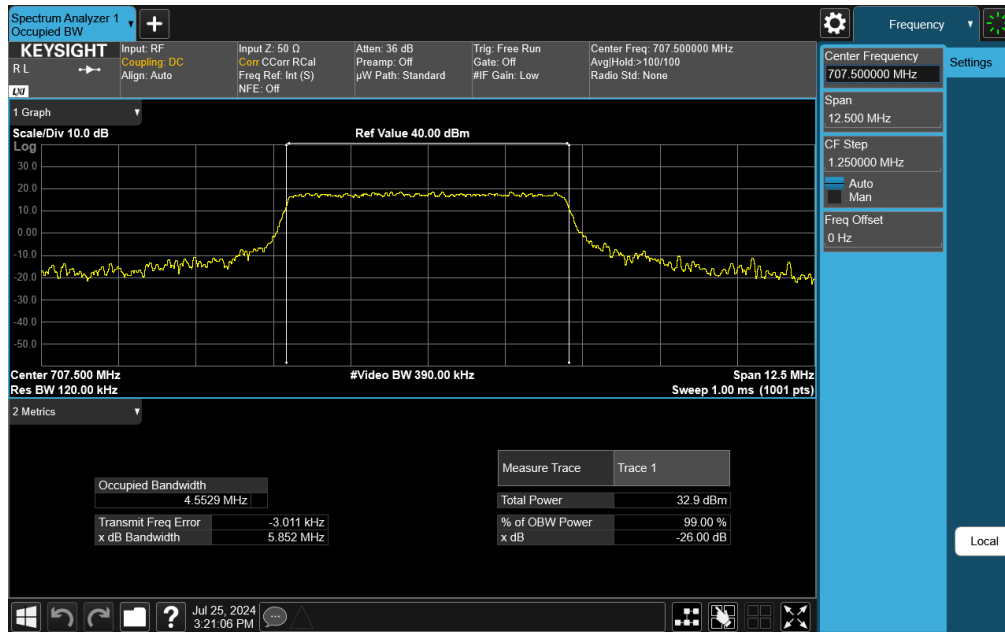 Spectrum Analyzer 1
Occupied BW
Frequency
KEYSIGHT
R L
LXI
Input: RF
Coupling: DC
Align: Auto
Input Z: 50 Ω
Corr CCorr RCal
Freq Ref: Int (S)
NFE: Off
Atten: 36 dB
Preamp: Off
µW Path: Standard
Trig: Free Run
Gate: Off
#IF Gain: Low
Center Freq: 707.500000 MHz
Avg|Hold:>100/100
Radio Std: None
Center Frequency
707.500000 MHz
Settings
Span
12.500 MHz
CF Step
1.250000 MHz
Auto
Man
Freq Offset
0 Hz
1 Graph
Scale/Div 10.0 dB
Ref Value 40.00 dBm
Log
30.0
20.0
10.0
0.00
-10.0
-20.0
-30.0
-40.0
-50.0
Center 707.500 MHz
#Video BW 390.00 kHz
Span 12.5 MHz
Res BW 120.00 kHz
Sweep 1.00 ms (1001 pts)
2 Metrics
Occupied Bandwidth
4.5529 MHz
Transmit Freq Error -3.011 kHz
x dB Bandwidth 5.852 MHz
Measure Trace Trace 1
Total Power 32.9 dBm
% of OBW Power 99.00 %
x dB -26.00 dB
Local
Jul 25, 2024
3:21:06 PM